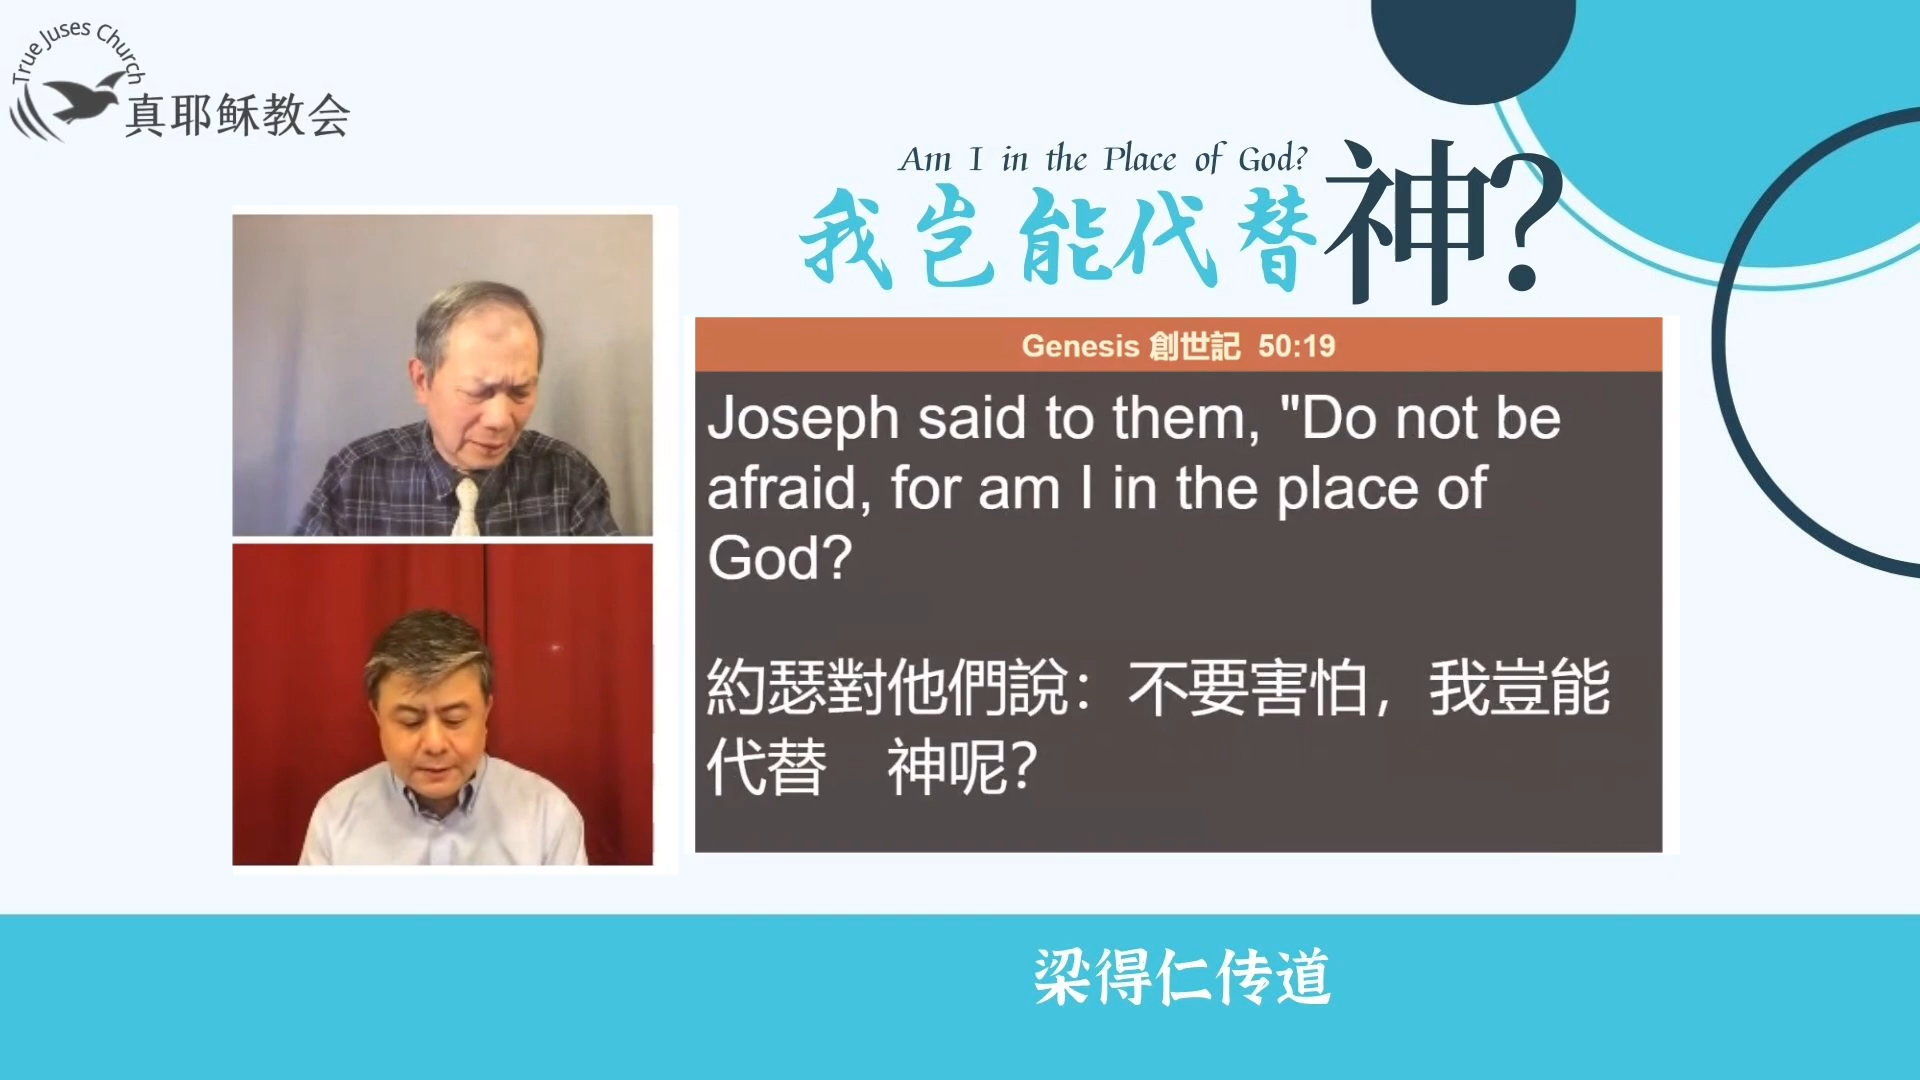 True Juses Church
真耶稣教会
Am I in the Place of God?
我岂能代替神?
Genesis 創世記 50:19
Joseph said to them, "Do not be
afraid, for am I in the place of
God?
約瑟對他們說：不要害怕，我豈能
代替　神呢？
梁得仁传道